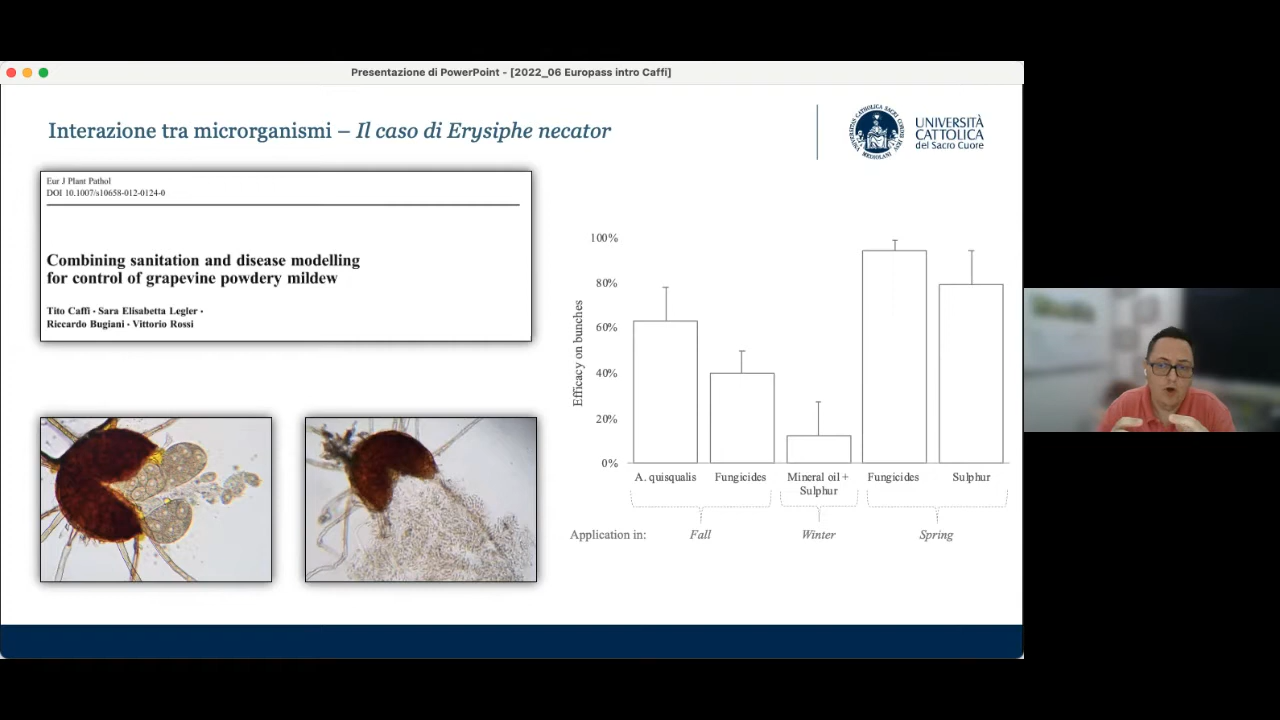 Presentazione di PowerPoint - [2022_06 Europass intro Caffi]
Interazione tra microrganismi – Il caso di Erysiphe necator
UNIVERSITÀ
CATTOLICA
del Sacro Cuore
Eur J Plant Pathol
DOI 10.1007/s10658-012-0124-0
Combining sanitation and disease modelling
for control of grapevine powdery mildew
Tito Caffi · Sara Elisabetta Legler ·
Riccardo Bugiani · Vittorio Rossi
Efficacy on bunches
100%
80%
60%
40%
20%
0%
A. quisqualis
Fungicides
Mineral oil +
Sulphur
Fungicides
Sulphur
Application in:
Fall
Winter
Spring